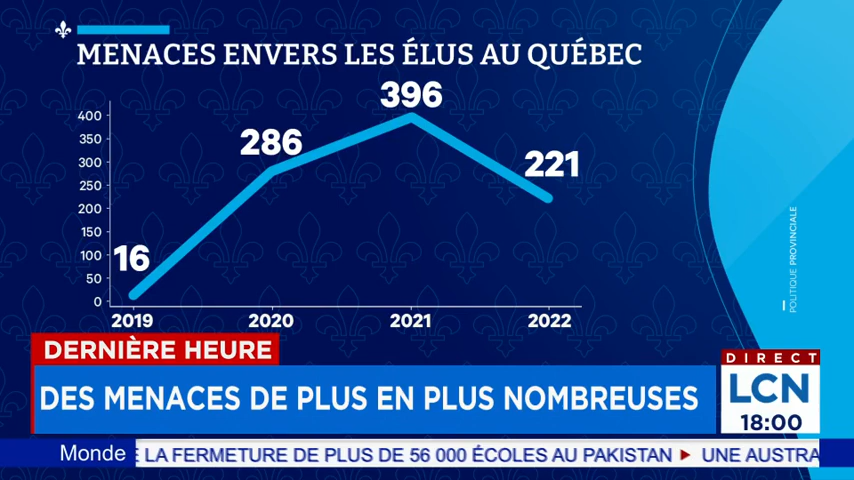 MENACES ENVERS LES ÉLUS AU QUÉBEC
396
286
221
16
400
350
300
250
200
150
100
50
0
2019 2020 2021 2022
POLITIQUE PROVINCIALE
DERNIÈRE HEURE
DES MENACES DE PLUS EN PLUS NOMBREUSES
DIRECT
LCN
18:00
Monde LA FERMETURE DE PLUS DE 56 000 ÉCOLES AU PAKISTAN ▶ UNE AUSTRA